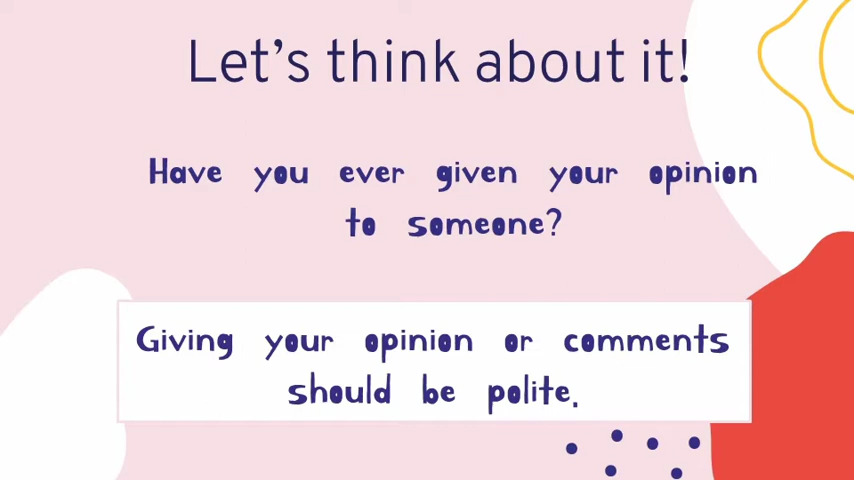 Let's think about it!
Have you ever given your opinion
to someone?
Giving your opinion or comments
should be polite.